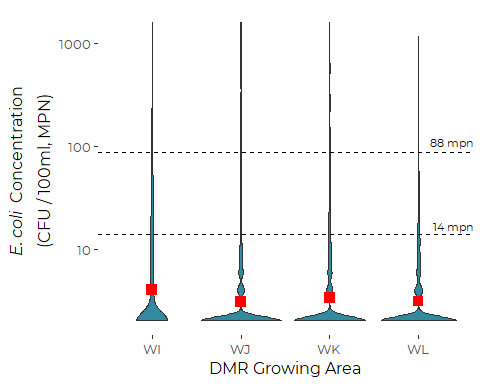 E. coli Concentration
(CFU / 100ml, MPN)
1000
100
10
88 mpn
14 mpn
WI WJ WK WL
DMR Growing Area